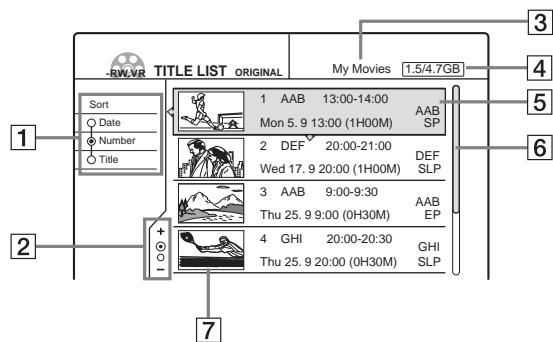 3
-RW.VR TITLE LIST ORIGINAL My Movies 1.5/4.7GB
4
Sort
Date
Number
Title
1
+
–
2
1 AAB 13:00-14:00
Mon 5. 9 13:00 (1H00M)
AAB
SP
5
2 DEF 20:00-21:00
Wed 17. 9 20:00 (1H00M)
DEF
SLP
6
3 AAB 9:00-9:30
Thu 25. 9 9:00 (0H30M)
AAB
EP
4 GHI 20:00-20:30
Thu 25. 9 20:00 (0H30M)
GHI
SLP
7